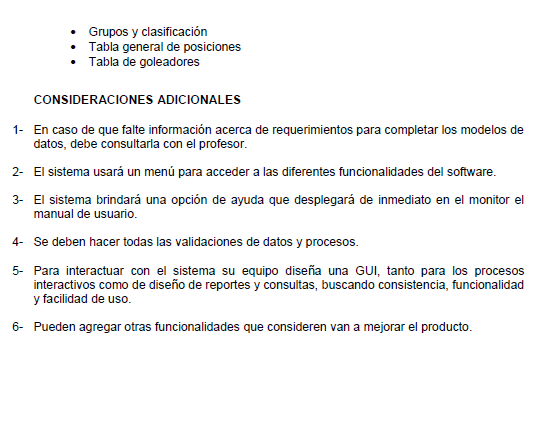 • Grupos y clasificación
• Tabla general de posiciones
• Tabla de goleadores
CONSIDERACIONES ADICIONALES
1- En caso de que falte información acerca de requerimientos para completar los modelos de
datos, debe consultarla con el profesor.
2- El sistema usará un menú para acceder a las diferentes funcionalidades del software.
3- El sistema brindará una opción de ayuda que desplegará de inmediato en el monitor el
manual de usuario.
4- Se deben hacer todas las validaciones de datos y procesos.
5- Para interactuar con el sistema su equipo diseña una GUI, tanto para los procesos
interactivos como de diseño de reportes y consultas, buscando consistencia, funcionalidad
y facilidad de uso.
6- Pueden agregar otras funcionalidades que consideren van a mejorar el producto.